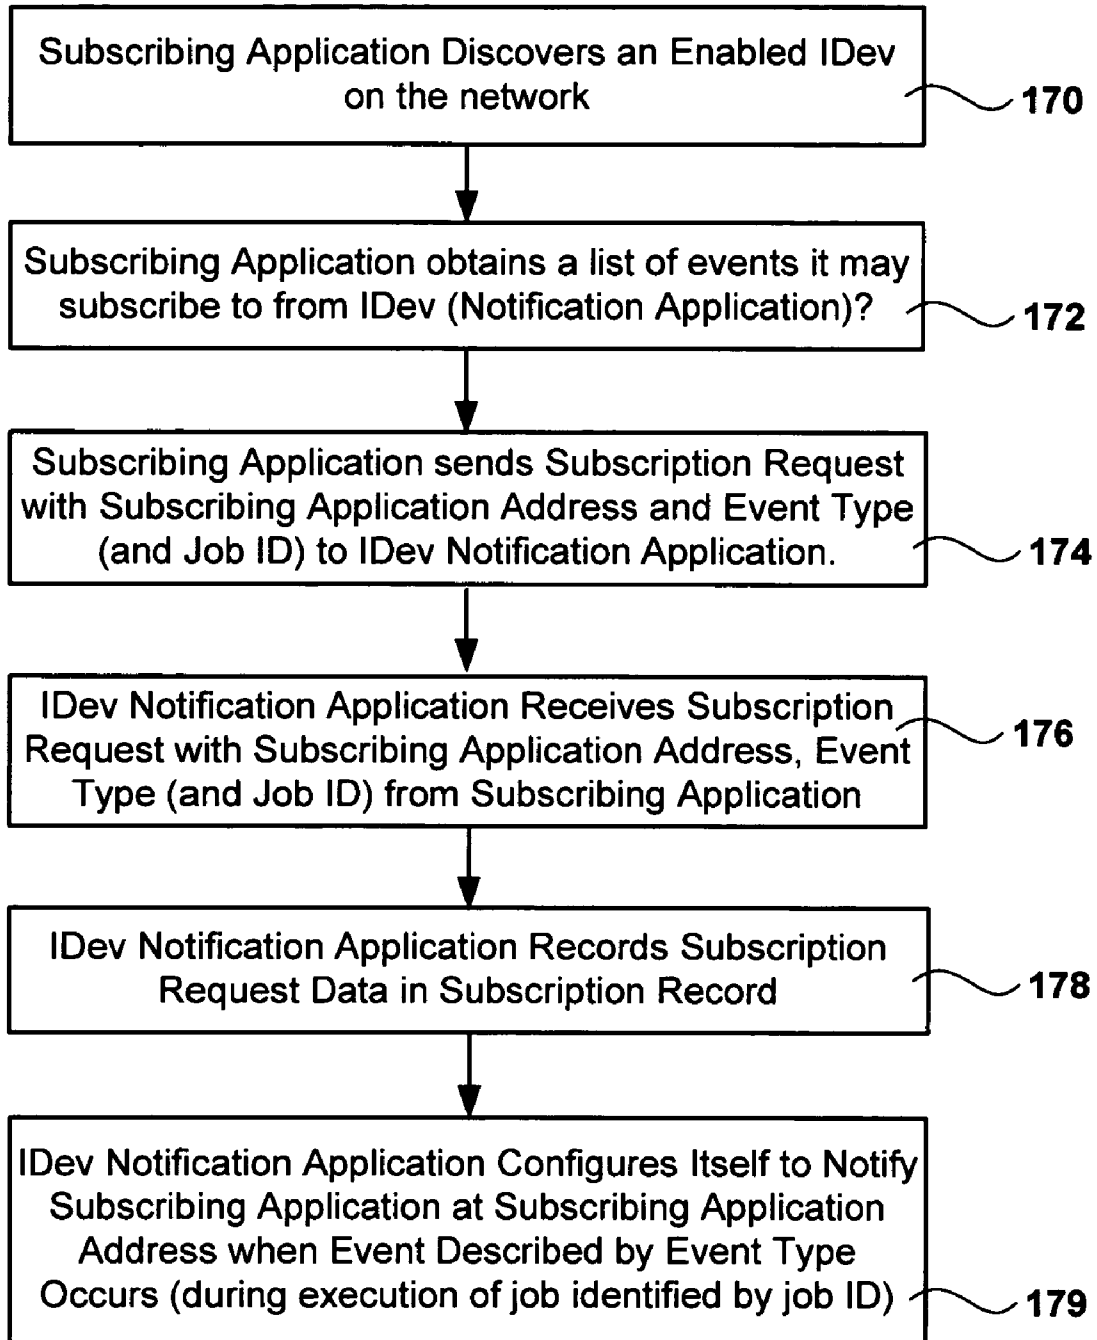 Subscribing Application Discovers an Enabled IDev
on the network
170
Subscribing Application obtains a list of events it may
subscribe to from IDev (Notification Application)?
172
Subscribing Application sends Subscription Request
with Subscribing Application Address and Event Type
(and Job ID) to IDev Notification Application.
174
IDev Notification Application Receives Subscription
Request with Subscribing Application Address, Event
Type (and Job ID) from Subscribing Application
176
IDev Notification Application Records Subscription
Request Data in Subscription Record
178
IDev Notification Application Configures Itself to Notify
Subscribing Application at Subscribing Application
Address when Event Described by Event Type
Occurs (during execution of job identified by job ID)
179